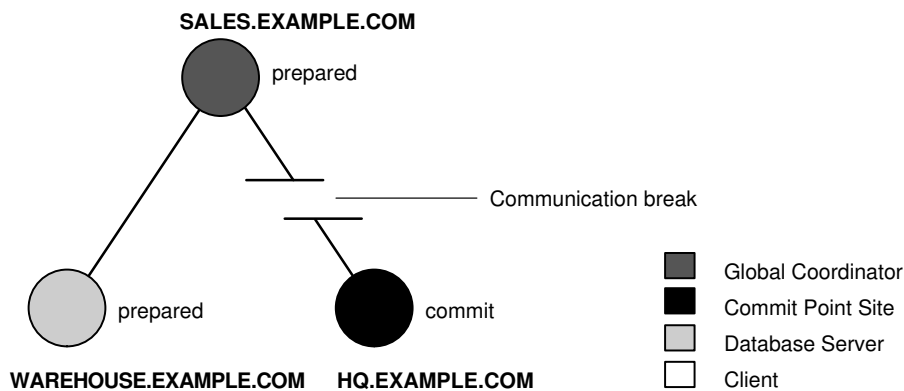 SALES.EXAMPLE.COM
prepared
Communication break
prepared
commit
WAREHOUSE.EXAMPLE.COM
HQ.EXAMPLE.COM
Global Coordinator
Commit Point Site
Database Server
Client